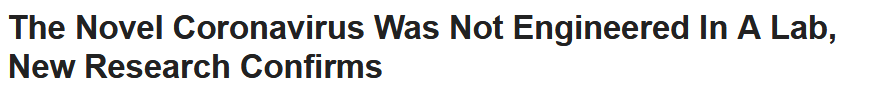 The Novel Coronavirus Was Not Engineered In A Lab,
New Research Confirms